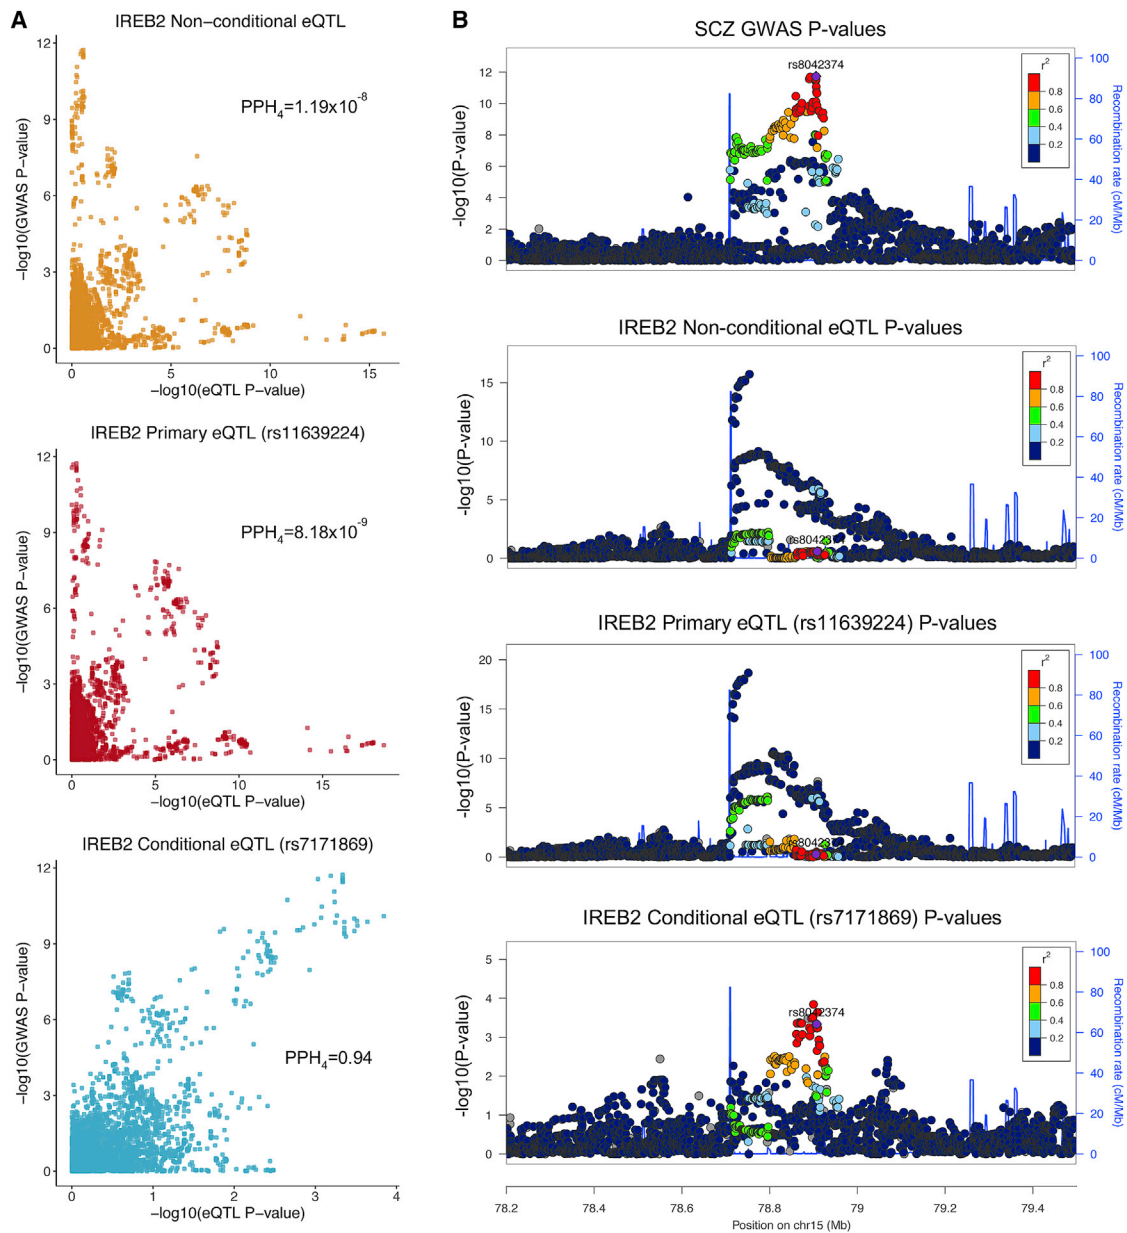 A
IREB2 Non−conditional eQTL
12
9
6
3
0
0
5
10
15
−log10(GWAS P−value)
−log10(eQTL P−value)
PPH4=1.19x10-8
IREB2 Primary eQTL (rs11639224)
12
9
6
3
0
0
5
10
15
−log10(GWAS P−value)
−log10(eQTL P−value)
PPH4=8.18x10-9
IREB2 Conditional eQTL (rs7171869)
12
9
6
3
0
0
1
2
3
4
−log10(GWAS P−value)
−log10(eQTL P−value)
PPH4=0.94
B
SCZ GWAS P-values
rs8042374
12
10
8
6
4
2
0
-log10(P-value)
r2
0.8
0.6
0.4
0.2
100
80
60
40
20
0
Recombination rate (cM/Mb)
IREB2 Non-conditional eQTL P-values
15
10
5
0
-log10(P-value)
r2
0.8
0.6
0.4
0.2
100
80
60
40
20
0
Recombination rate (cM/Mb)
IREB2 Primary eQTL (rs11639224) P-values
20
15
10
5
0
-log10(P-value)
r2
0.8
0.6
0.4
0.2
100
80
60
40
20
0
Recombination rate (cM/Mb)
IREB2 Conditional eQTL (rs7171869) P-values
rs8042374
5
4
3
2
1
0
-log10(P-value)
r2
0.8
0.6
0.4
0.2
100
80
60
40
20
0
Recombination rate (cM/Mb)
78.2
78.4
78.6
78.8
79
79.2
79.4
Position on chr15 (Mb)